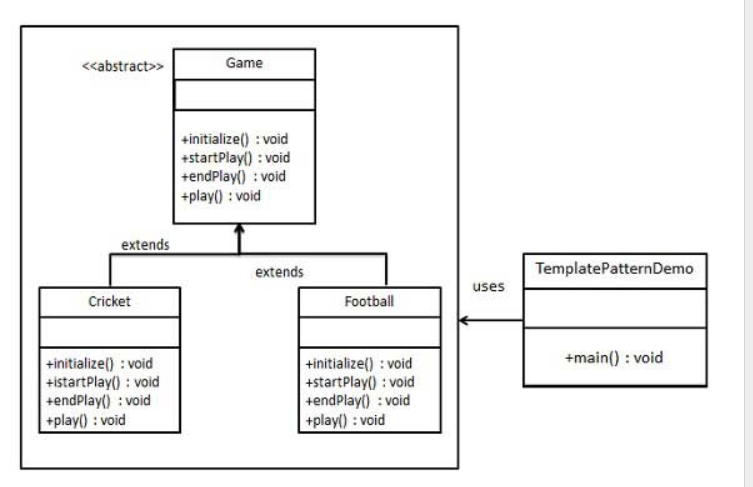 <<abstract>>
Game
+initialize() : void
+startPlay() : void
+endPlay() : void
+play() : void
extends
extends
Cricket
+initialize() : void
+istartPlay() : void
+endPlay() : void
+play() : void
Football
+initialize() : void
+startPlay() : void
+endPlay() : void
+play() : void
uses
TemplatePatternDemo
+main() : void